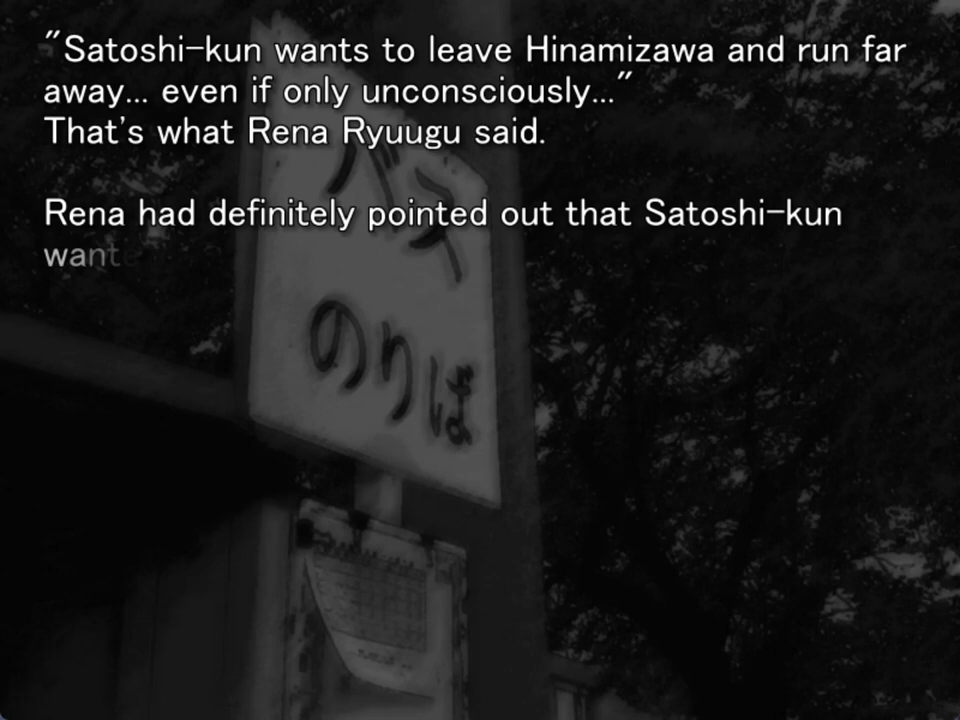 "Satoshi-kun wants to leave Hinamizawa and run far
away... even if only unconsciously..."
That's what Rena Ryuugu said.
Rena had definitely pointed out that Satoshi-kun
wante
バス
のりば